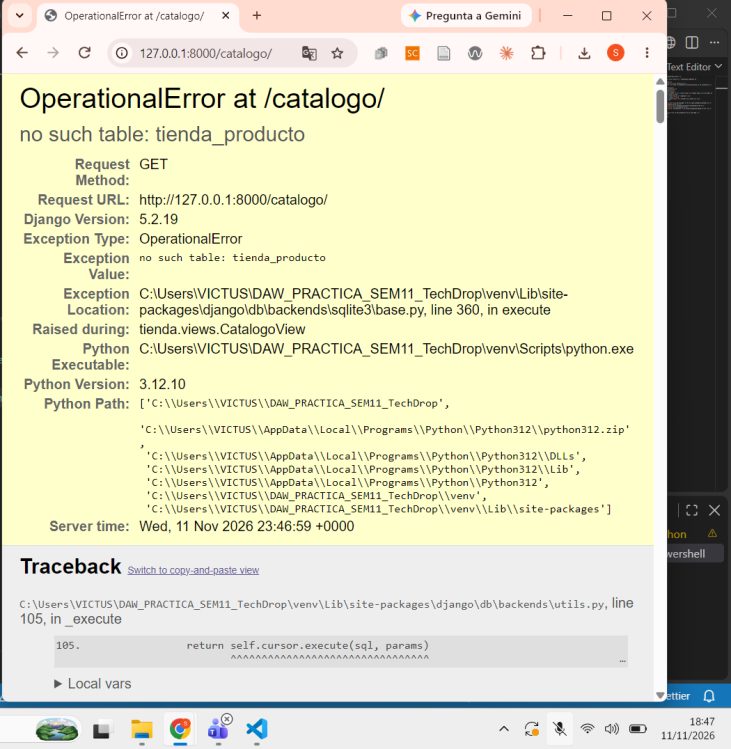 OperationalError at /catalogo/
Pregunta a Gemini
127.0.0.1:8000/catalogo/
SC
S
Text Editor
OperationalError at /catalogo/
no such table: tienda_producto
Request Method: GET
Request URL: http://127.0.0.1:8000/catalogo/
Django Version: 5.2.19
Exception Type: OperationalError
Exception Value: no such table: tienda_producto
Exception Location: C:\Users\VICTUS\DAW_PRACTICA_SEM11_TechDrop\venv\Lib\site-
packages\django\db\backends\sqlite3\base.py, line 360, in execute
Raised during: tienda.views.CatalogoView
Python Executable: C:\Users\VICTUS\DAW_PRACTICA_SEM11_TechDrop\venv\Scripts\python.exe
Python Version: 3.12.10
Python Path: ['C:\\Users\\VICTUS\\DAW_PRACTICA_SEM11_TechDrop',
'C:\\Users\\VICTUS\\AppData\\Local\\Programs\\Python\\Python312\\python312.zip'
,
'C:\\Users\\VICTUS\\AppData\\Local\\Programs\\Python\\Python312\\DLLs',
'C:\\Users\\VICTUS\\AppData\\Local\\Programs\\Python\\Python312\\Lib',
'C:\\Users\\VICTUS\\AppData\\Local\\Programs\\Python\\Python312',
'C:\\Users\\VICTUS\\DAW_PRACTICA_SEM11_TechDrop\\venv',
'C:\\Users\\VICTUS\\DAW_PRACTICA_SEM11_TechDrop\\venv\\Lib\\site-packages']
Server time: Wed, 11 Nov 2026 23:46:59 +0000
hon
wershell
Traceback Switch to copy-and-paste view
C:\Users\VICTUS\DAW_PRACTICA_SEM11_TechDrop\venv\Lib\site-packages\django\db\backends\utils.py, line
105, in _execute
105. return self.cursor.execute(sql, params)
^^^^^^^^^^^^^^^^^^^^^^^^^^^^^^^^
…
Local vars
ettier
18:47
11/11/2026